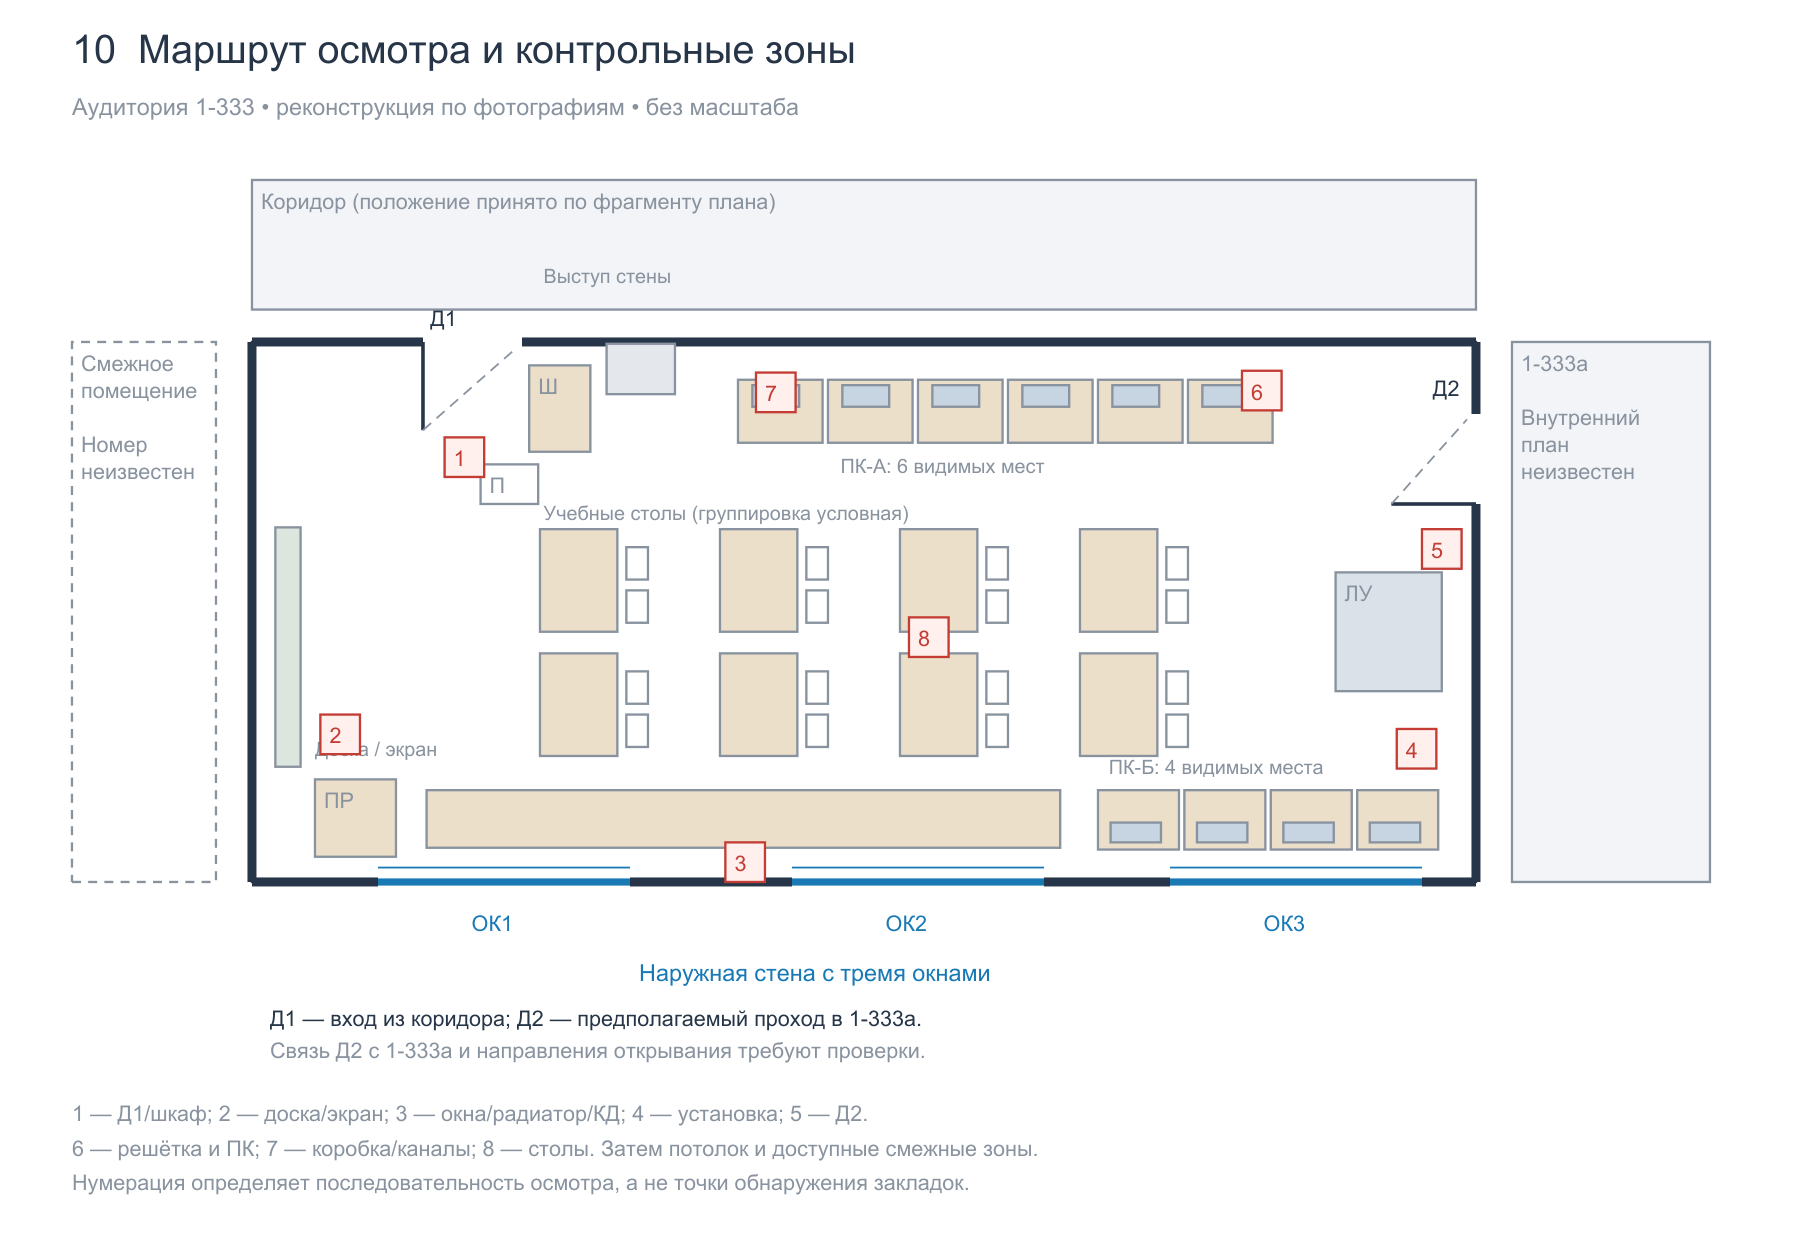 10 Маршрут осмотра и контрольные зоны
Аудитория 1-333 • реконструкция по фотографиям • без масштаба
Коридор (положение принято по фрагменту плана)
Выступ стены
Д1
Смежное
помещение
Номер
неизвестен
1-333а
Внутренний
план
неизвестен
Д2
Ш
7
6
1
П
ПК-А: 6 видимых мест
Учебные столы (группировка условная)
5
ЛУ
8
2
Доска / экран
4
ПК-Б: 4 видимых места
ПР
3
ОК1
ОК2
ОК3
Наружная стена с тремя окнами
Д1 — вход из коридора; Д2 — предполагаемый проход в 1-333а.
Связь Д2 с 1-333а и направления открывания требуют проверки.
1 — Д1/шкаф; 2 — доска/экран; 3 — окна/радиатор/КД; 4 — установка; 5 — Д2.
6 — решётка и ПК; 7 — коробка/каналы; 8 — столы. Затем потолок и доступные смежные зоны.
Нумерация определяет последовательность осмотра, а не точки обнаружения закладок.